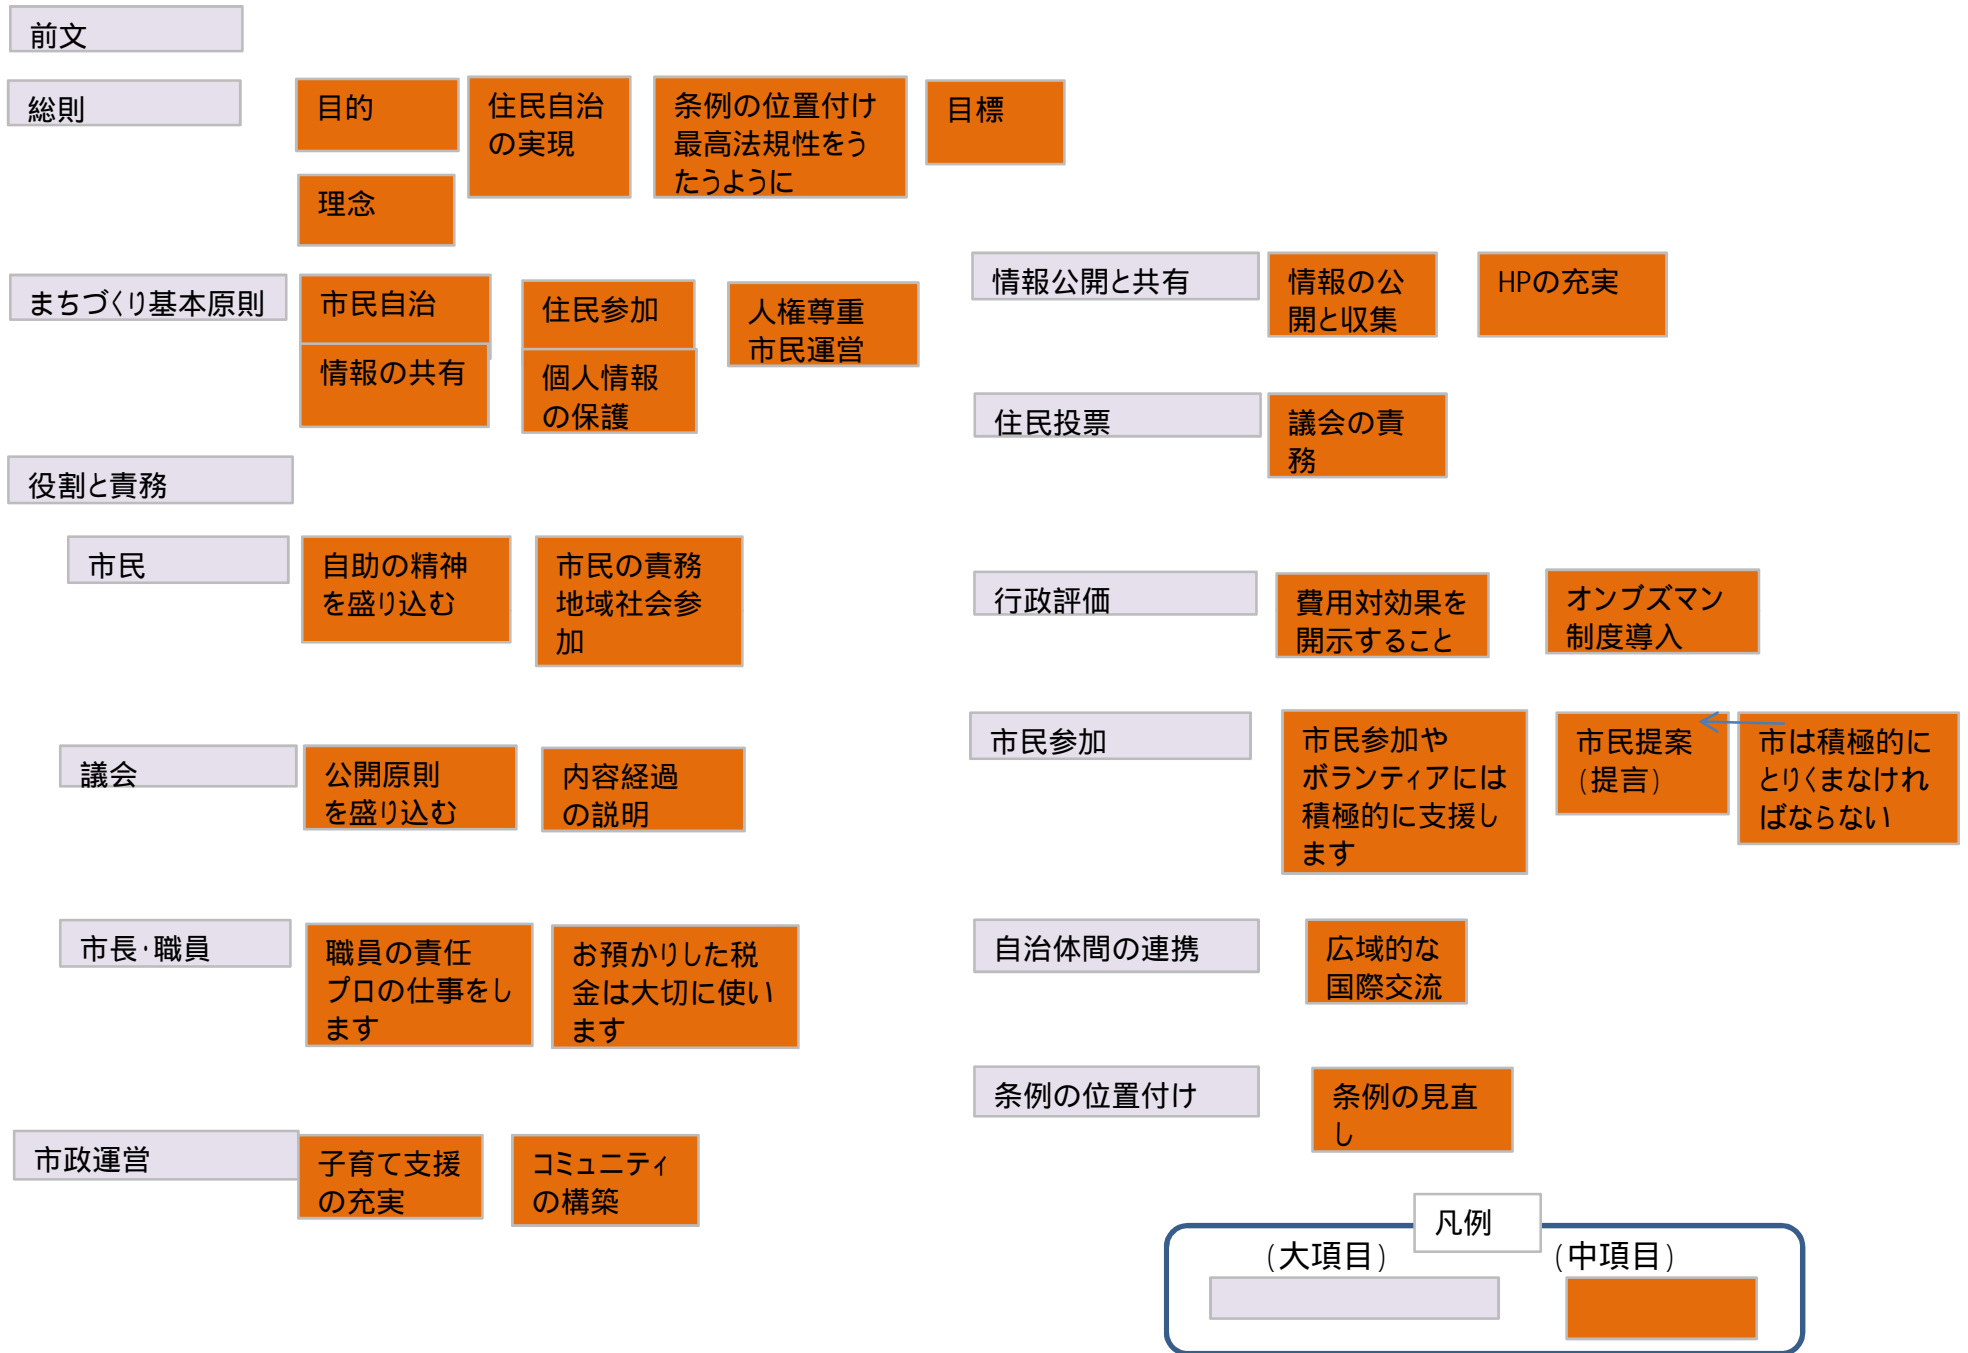 前文
総則
目的
住民自治
の実現
条例の位置付け
最高法規性をう
たうように
目標
理念
まちづくり基本原則
市民自治
住民参加
人権尊重
市民運営
情報の共有
個人情報
の保護
役割と責務
市民
自助の精神
を盛り込む
市民の責務
地域社会参
加
議会
公開原則
を盛り込む
内容経過
の説明
市長・職員
職員の責任
プロの仕事をし
ます
お預かりした税
金は大切に使い
ます
市政運営
子育て支援
の充実
コミュニティ
の構築
情報公開と共有
情報の公
開と収集
HPの充実
住民投票
議会の責
務
行政評価
費用対効果を
開示すること
オンブズマン
制度導入
市民参加
市民参加や
ボランティアには
積極的に支援し
ます
市民提案
(提言)
市は積極的に
とりくまなけれ
ばならない
自治体間の連携
広域的な
国際交流
条例の位置付け
条例の見直
し
凡例
(大項目)
(中項目)